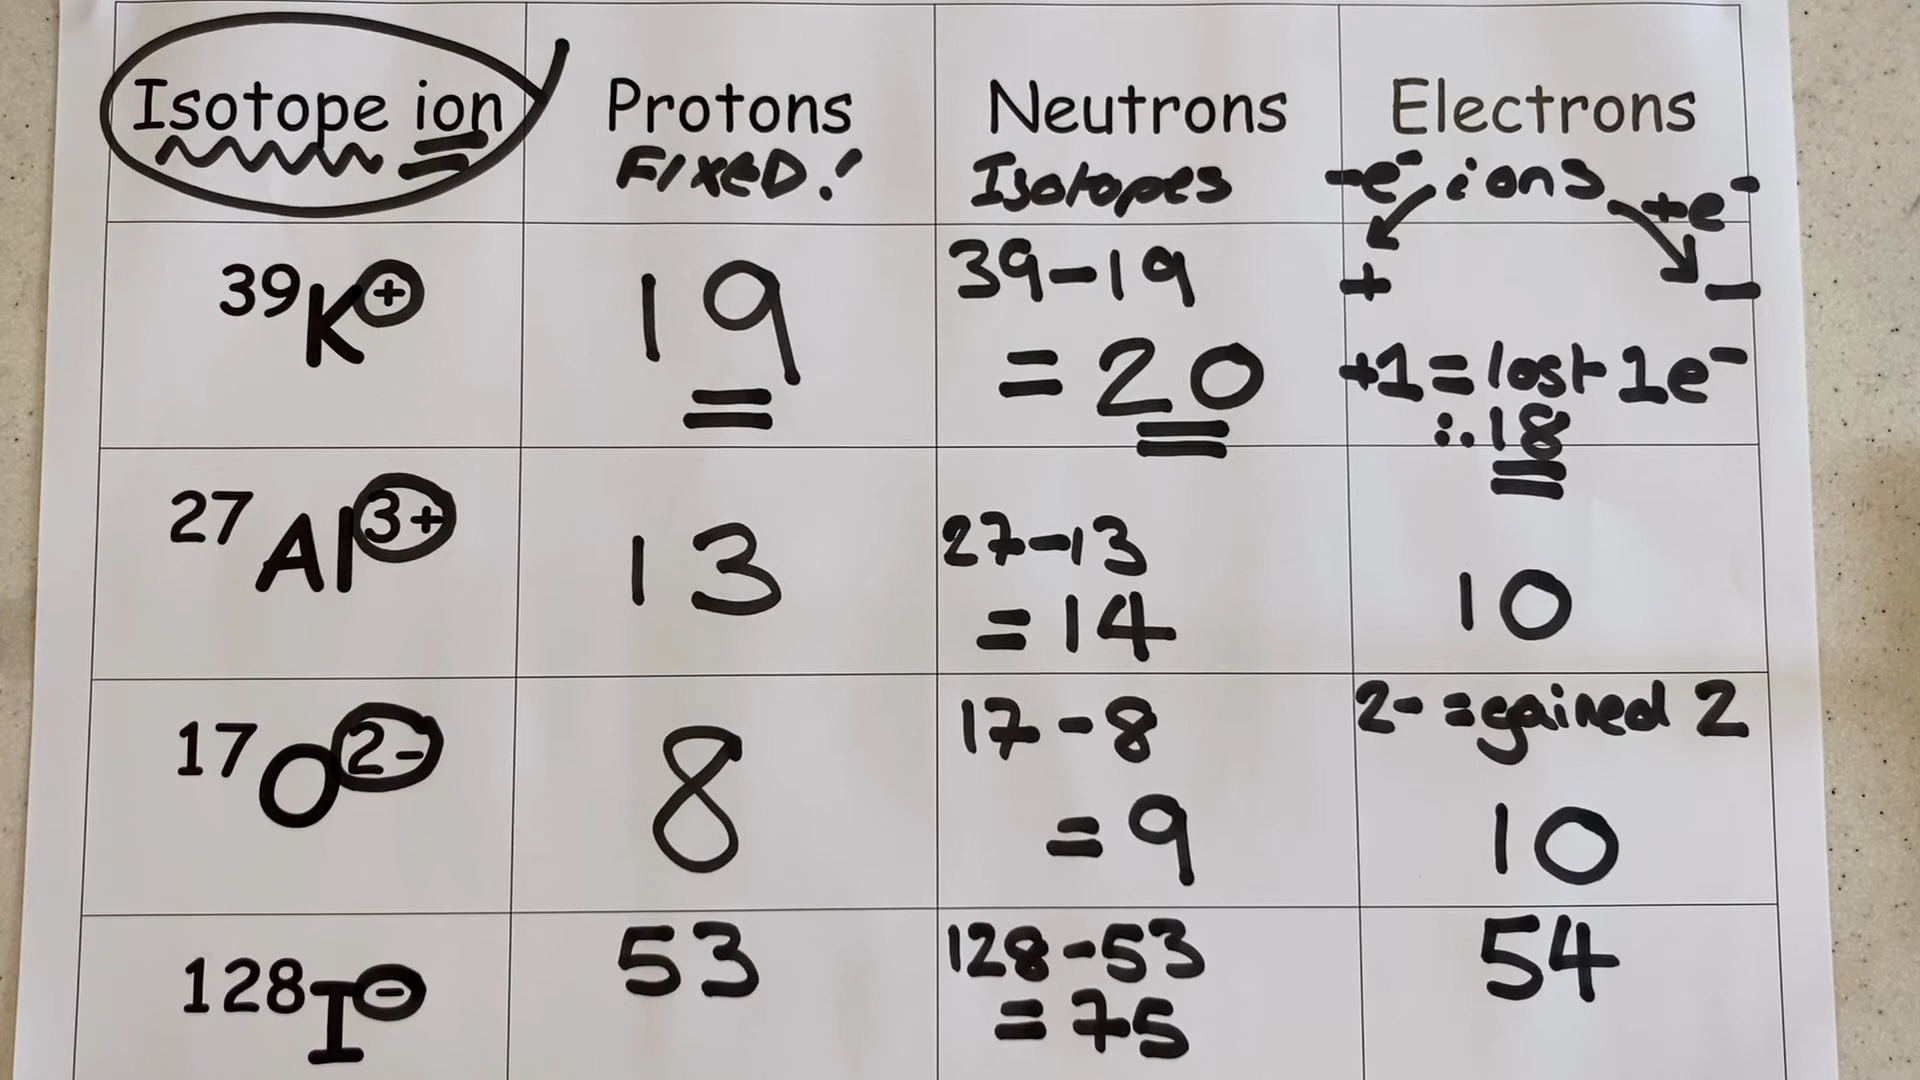 Isotope ion
Protons
FIXED!
Neutrons
Isotopes
Electrons
-e⁻ ions +e⁻
+ −
³⁹K⁺
19
39-19
= 20
+1 = lost 1e⁻
∴ 18
²⁷Al³⁺
13
27-13
= 14
10
¹⁷O²⁻
8
17-8
= 9
2- = gained 2
10
¹²⁸I⁻
53
128-53
= 75
54